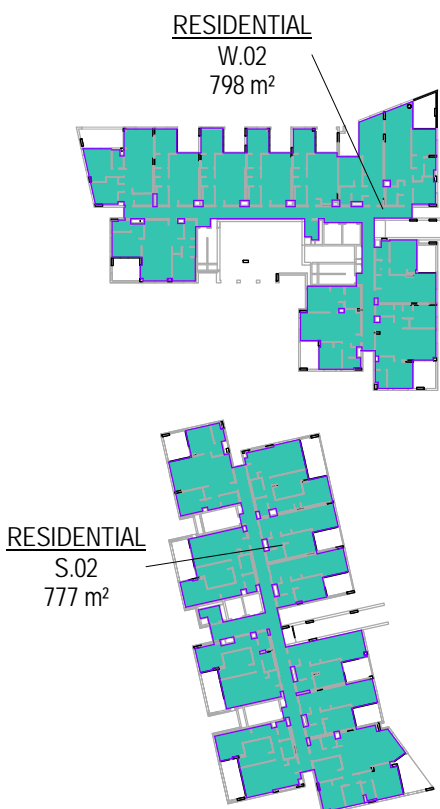 RESIDENTIAL
W.02
798 m²
RESIDENTIAL
S.02
777 m²